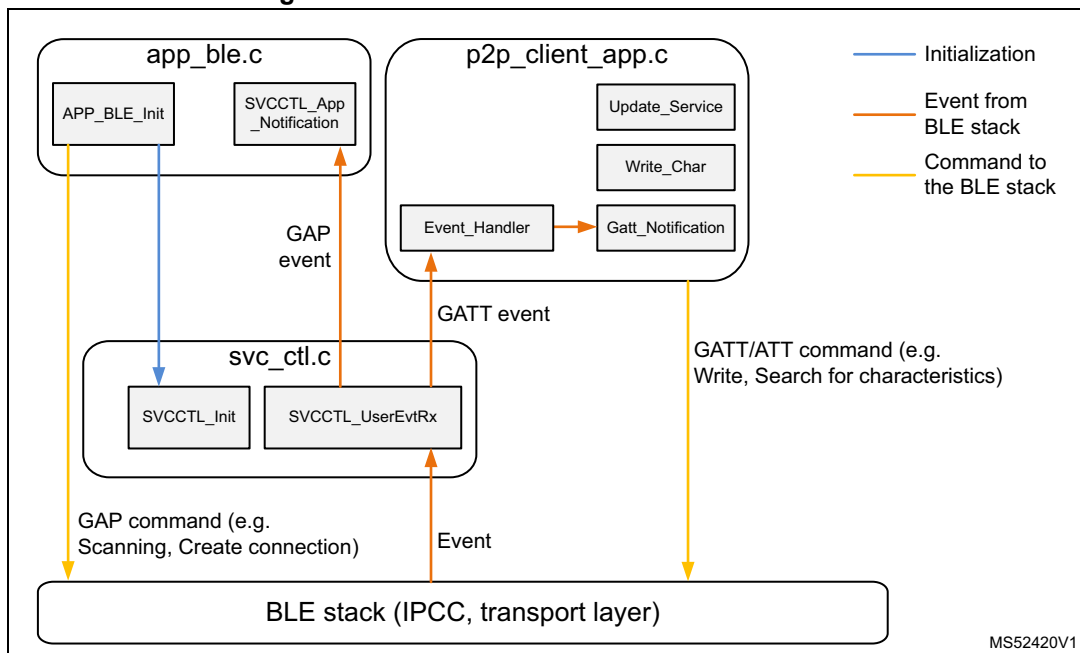 app_ble.c
APP_BLE_Init
SVCCTL_App
_Notification
p2p_client_app.c
Update_Service
Write_Char
Event_Handler
Gatt_Notification
Initialization
Event from
BLE stack
Command to
the BLE stack
GAP
event
GATT event
svc_ctl.c
SVCCTL_Init
SVCCTL_UserEvtRx
GATT/ATT command (e.g.
Write, Search for characteristics)
GAP command (e.g.
Scanning, Create connection)
Event
BLE stack (IPCC, transport layer)
MS52420V1